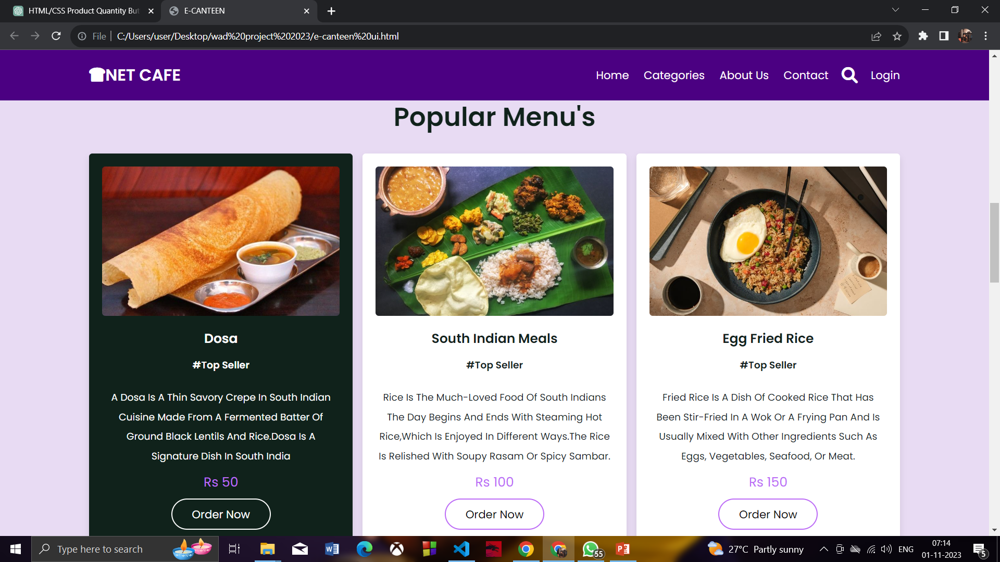 HTML/CSS Product Quantity But
E-CANTEEN
File
C:/Users/user/Desktop/wad%20project%202023/e-canteen%20ui.html
NET CAFE
Home
Categories
About Us
Contact
Login
Popular Menu's
Dosa
#Top Seller
A Dosa Is A Thin Savory Crepe In South Indian
Cuisine Made From A Fermented Batter Of
Ground Black Lentils And Rice.Dosa Is A
Signature Dish In South India
Rs 50
Order Now
South Indian Meals
#Top Seller
Rice Is The Much-Loved Food Of South Indians
The Day Begins And Ends With Steaming Hot
Rice,Which Is Enjoyed In Different Ways.The Rice
Is Relished With Soupy Rasam Or Spicy Sambar.
Rs 100
Order Now
Egg Fried Rice
#Top Seller
Fried Rice Is A Dish Of Cooked Rice That Has
Been Stir-Fried In A Wok Or A Frying Pan And Is
Usually Mixed With Other Ingredients Such As
Eggs, Vegetables, Seafood, Or Meat.
Rs 150
Order Now
Type here to search
55
27°C Partly sunny
ENG
07:14
01-11-2023
5